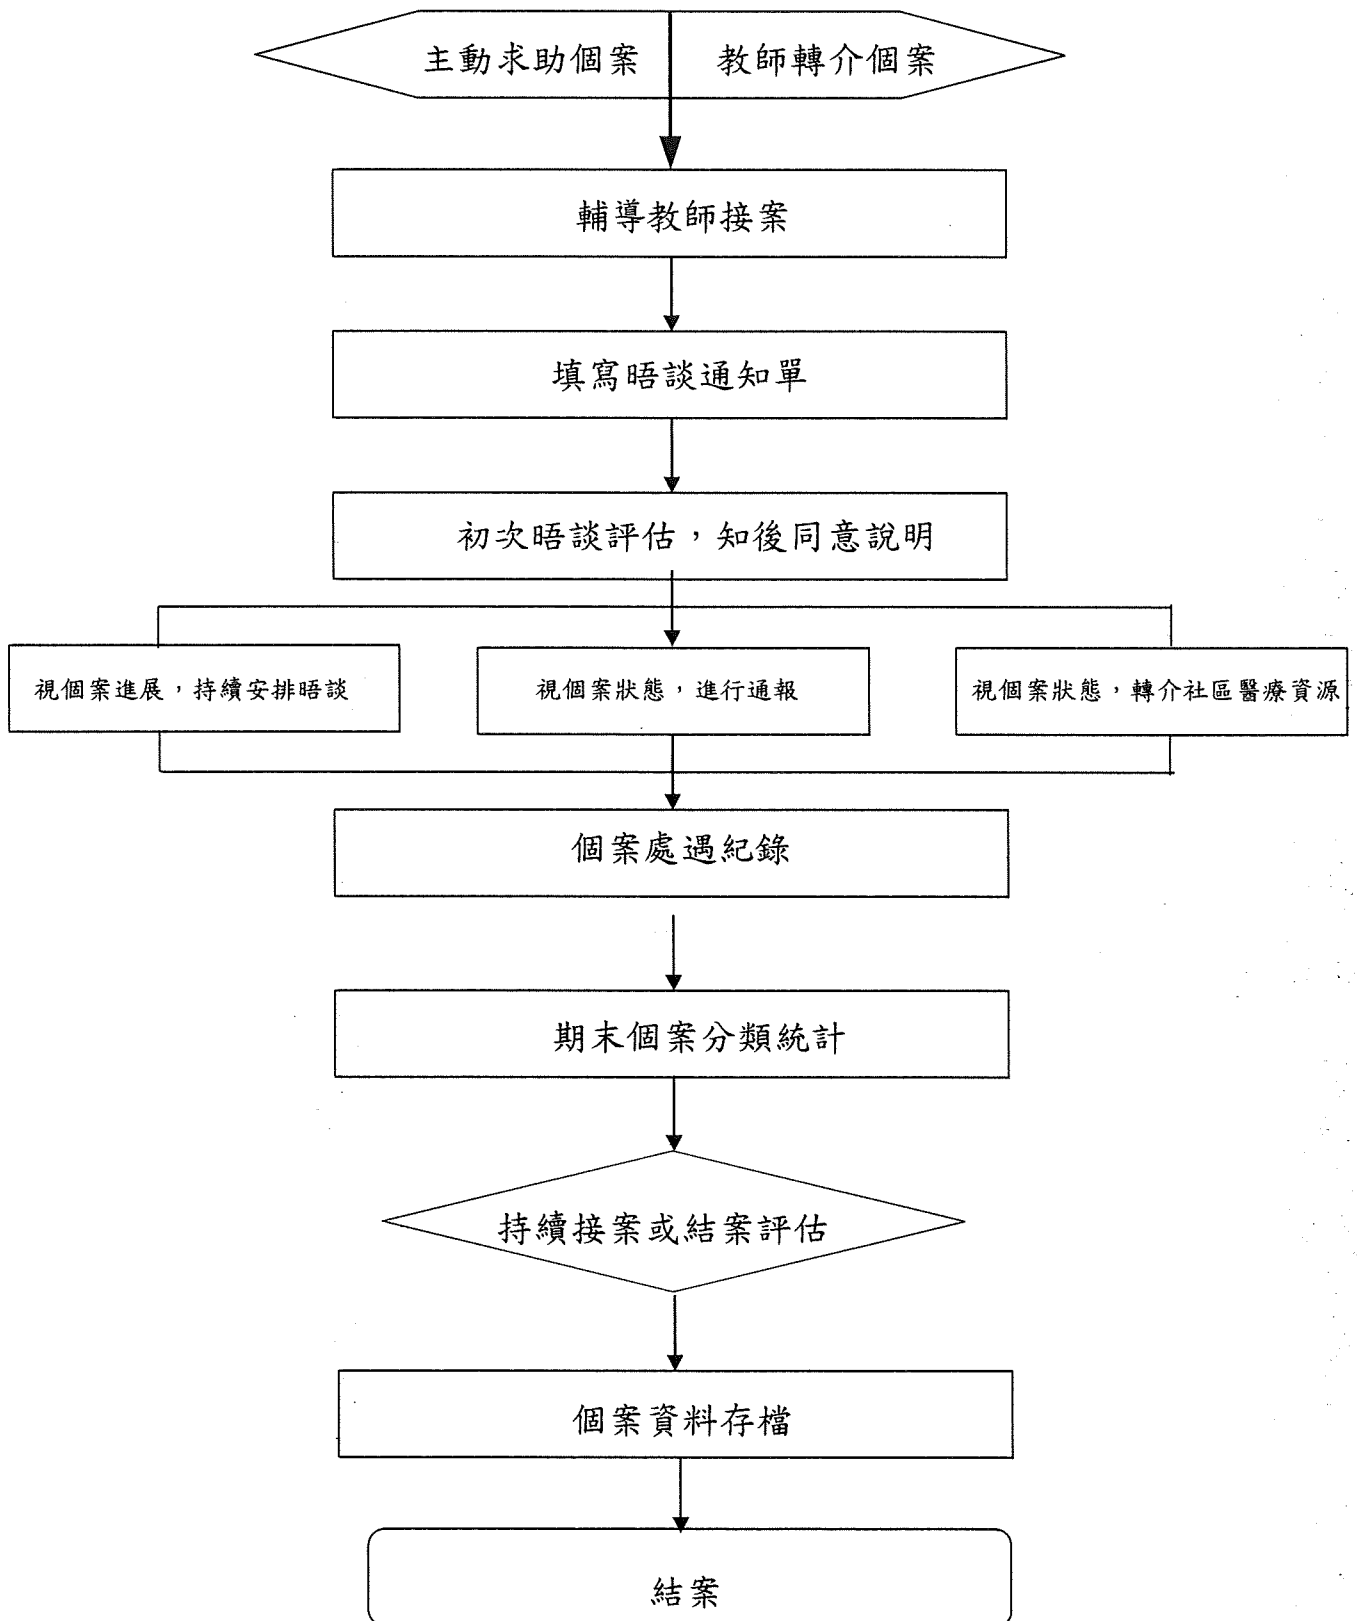 主動求助個案 教師轉介個案
輔導教師接案
填寫晤談通知單
初次晤談評估，知後同意說明
視個案進展，持續安排晤談
視個案狀態，進行通報
視個案狀態，轉介社區醫療資源
個案處遇紀錄
期末個案分類統計
持續接案或結案評估
個案資料存檔
結案